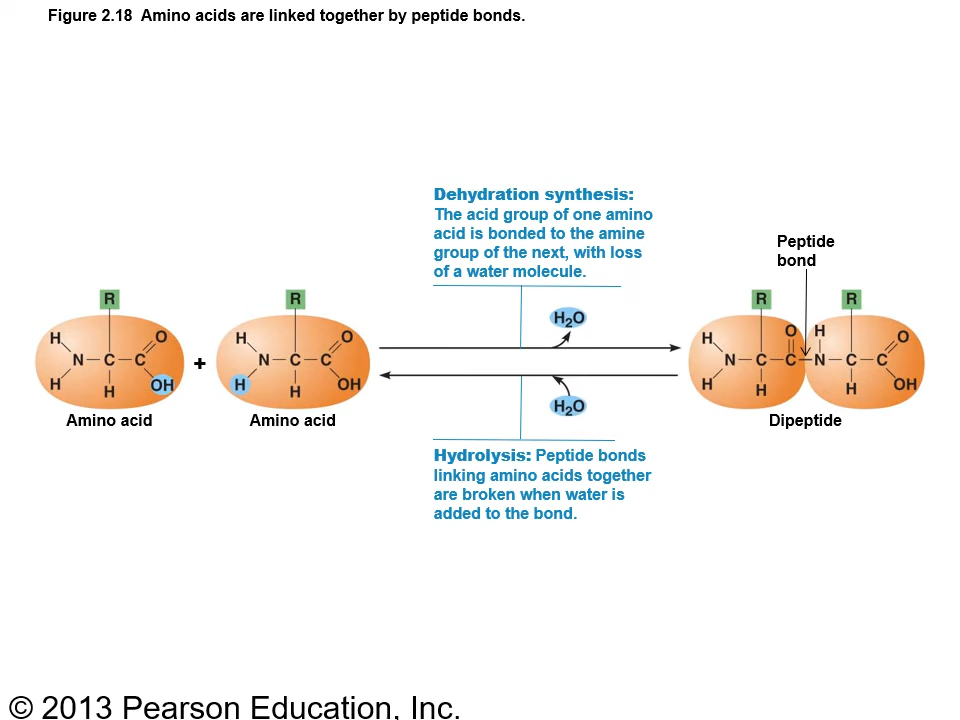 Figure 2.18  Amino acids are linked together by peptide bonds.
Dehydration synthesis:
The acid group of one amino
acid is bonded to the amine
group of the next, with loss
of a water molecule.
Peptide
bond
R
R
R
R
H₂O
H
O
N
C
C
H
H
OH
+
H
O
N
C
C
H
H
OH
H
O
H
O
N
C
C
N
C
C
H
H
H
OH
H₂O
Amino acid
Amino acid
Dipeptide
Hydrolysis: Peptide bonds
linking amino acids together
are broken when water is
added to the bond.
© 2013 Pearson Education, Inc.